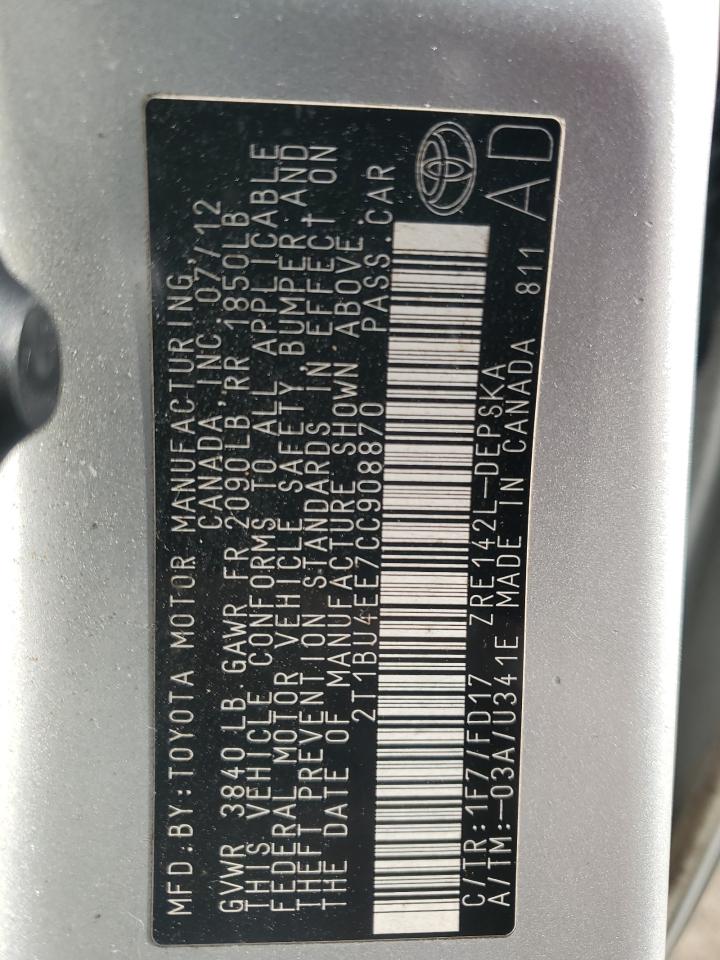 MFD.BY:TOYOTA MOTOR MANUFACTURING,
CANADA,INC.07/12
GVWR 3840LB GAWR FR 2090LB RR 1850LB
THIS VEHICLE CONFORMS TO ALL APPLICABLE
FEDERAL MOTOR VEHICLE SAFETY BUMPER AND
THEFT PREVENTION STANDARDS IN EFFECT ON
THE DATE OF MANUFACTURE SHOWN ABOVE.
2T1BU4EE7CC908870 PASS.CAR
C/TR:1F7/FD17 ZRE142L-DEPSKA
A/TM:-03A/U341E MADE IN CANADA 811
AD